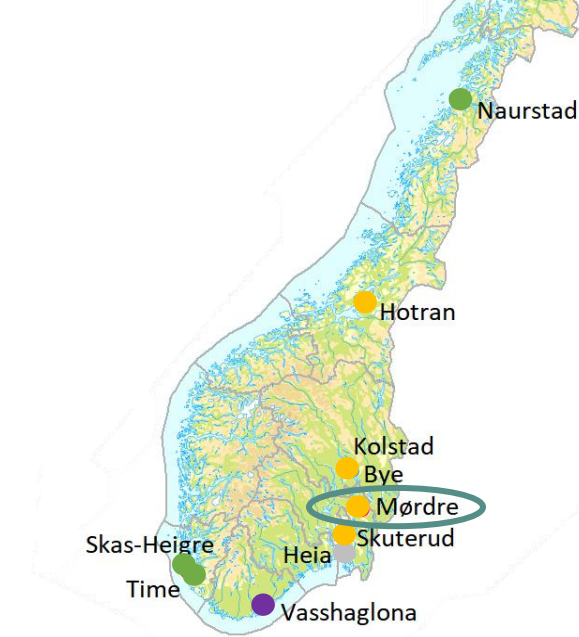 Naurstad
Hotran
Kolstad
Bye
Mørdre
Skuterud
Skas-Heigre
Heia
Time
Vasshaglona